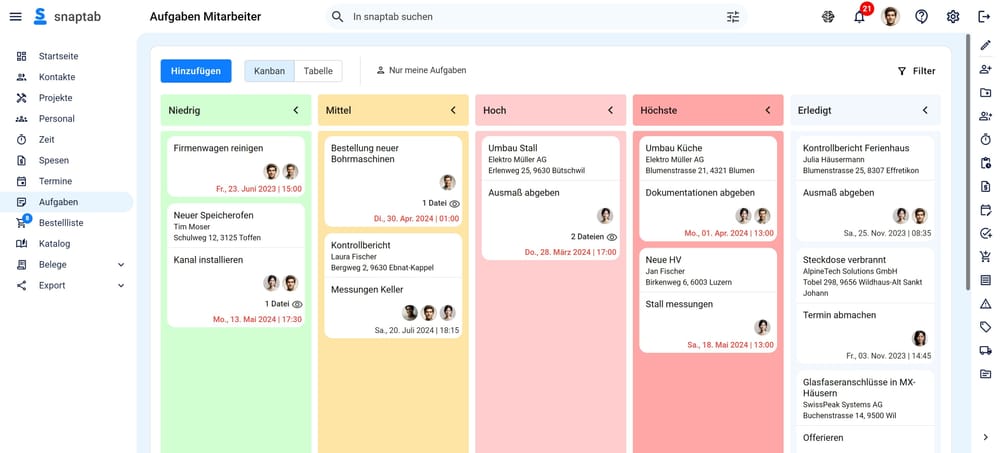 snaptab
Aufgaben Mitarbeiter
In snaptab suchen
21
Startseite
Kontakte
Projekte
Personal
Zeit
Spesen
Termine
Aufgaben
8
Bestellliste
Katalog
Belege
Export
Hinzufügen
Kanban
Tabelle
Nur meine Aufgaben
Filter
Niedrig
Firmenwagen reinigen
Fr., 23. Juni 2023 | 15:00
Neuer Speicherofen
Tim Moser
Schulweg 12, 3125 Toffen
Kanal installieren
1 Datei
Mo., 13. Mai 2024 | 17:30
Mittel
Bestellung neuer
Bohrmaschinen
1 Datei
Di., 30. Apr. 2024 | 01:00
Kontrollbericht
Laura Fischer
Bergweg 2, 9630 Ebnat-Kappel
Messungen Keller
Sa., 20. Juli 2024 | 18:15
Hoch
Umbau Stall
Elektro Müller AG
Erlenweg 25, 9630 Bütschwil
Ausmaß abgeben
2 Dateien
Do., 28. März 2024 | 17:00
Höchste
Umbau Küche
Elektro Müller AG
Blumenstrasse 21, 4321 Blumen
Dokumentationen abgeben
Mo., 01. Apr. 2024 | 13:00
Neue HV
Jan Fischer
Birkenweg 6, 6003 Luzern
Stall messungen
Sa., 18. Mai 2024 | 13:00
Erledigt
Kontrollbericht Ferienhaus
Julia Häusermann
Blumenstrasse 25, 8307 Effretikon
Ausmaß abgeben
Sa., 25. Nov. 2023 | 08:35
Steckdose verbrannt
AlpineTech Solutions GmbH
Tobel 298, 9656 Wildhaus-Alt Sankt
Johann
Termin abmachen
Fr., 03. Nov. 2023 | 14:45
Glasfaseranschlüsse in MX-
Häusern
SwissPeak Systems AG
Buchenstrasse 14, 9500 Wil
Offerieren